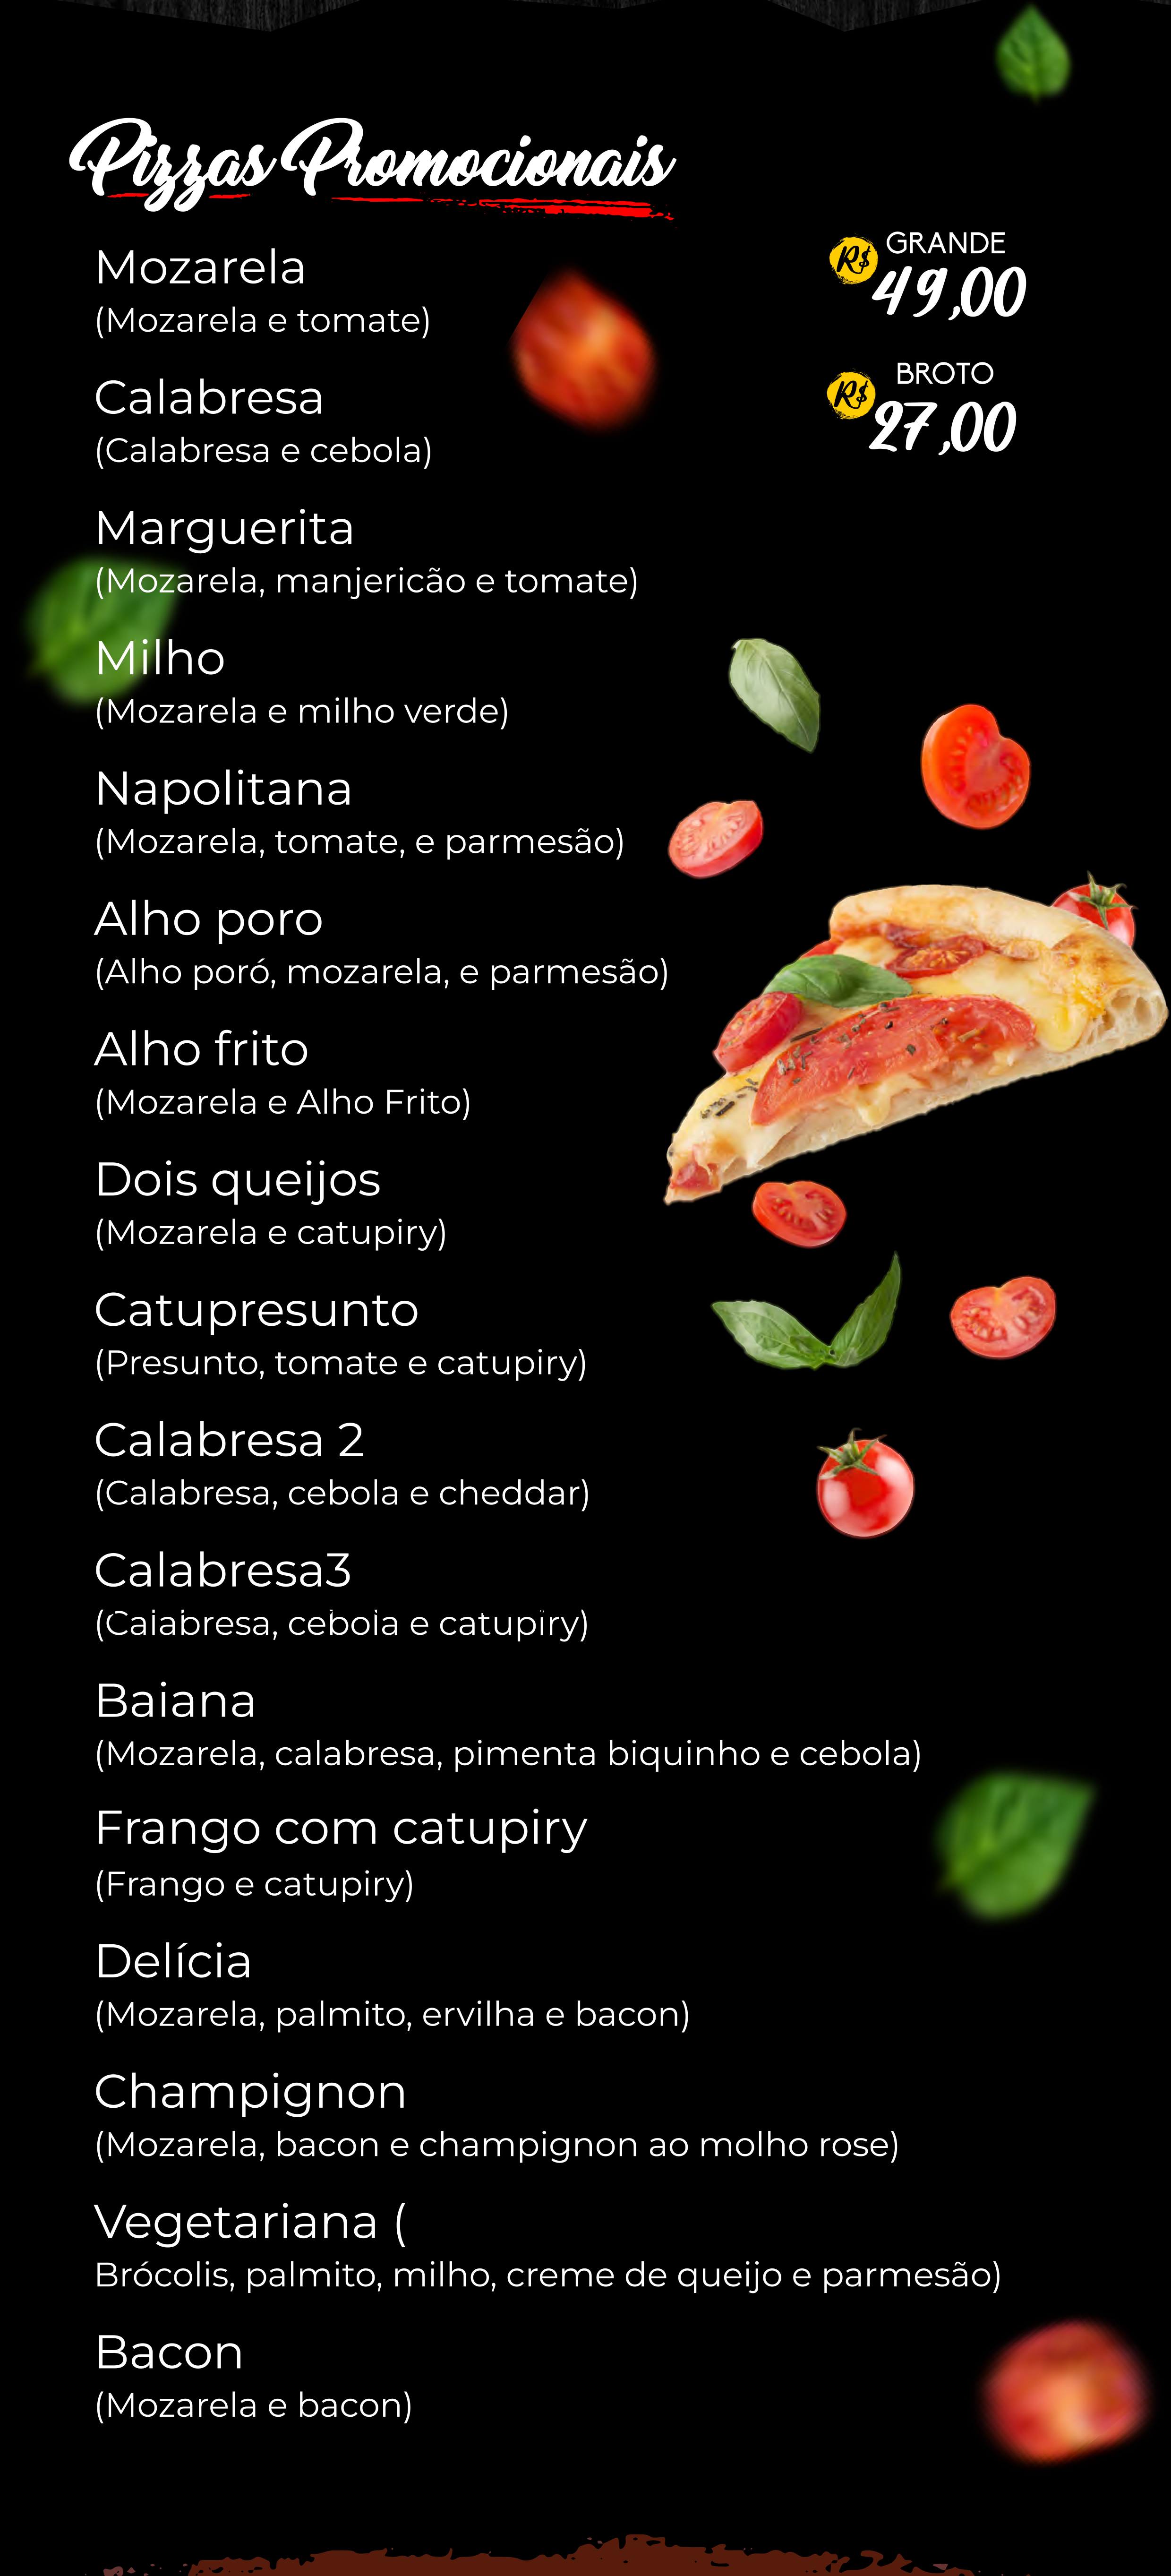 Pizzas Promocionais
GRANDE
R$ 49,00
BROTO
R$ 27,00
Mozarela
(Mozarela e tomate)
Calabresa
(Calabresa e cebola)
Marguerita
(Mozarela, manjericão e tomate)
Milho
(Mozarela e milho verde)
Napolitana
(Mozarela, tomate, e parmesão)
Alho poro
(Alho poró, mozarela, e parmesão)
Alho frito
(Mozarela e Alho Frito)
Dois queijos
(Mozarela e catupiry)
Catupresunto
(Presunto, tomate e catupiry)
Calabresa 2
(Calabresa, cebola e cheddar)
Calabresa3
(Calabresa, cebola e catupiry)
Baiana
(Mozarela, calabresa, pimenta biquinho e cebola)
Frango com catupiry
(Frango e catupiry)
Delícia
(Mozarela, palmito, ervilha e bacon)
Champignon
(Mozarela, bacon e champignon ao molho rose)
Vegetariana (
Brócolis, palmito, milho, creme de queijo e parmesão)
Bacon
(Mozarela e bacon)